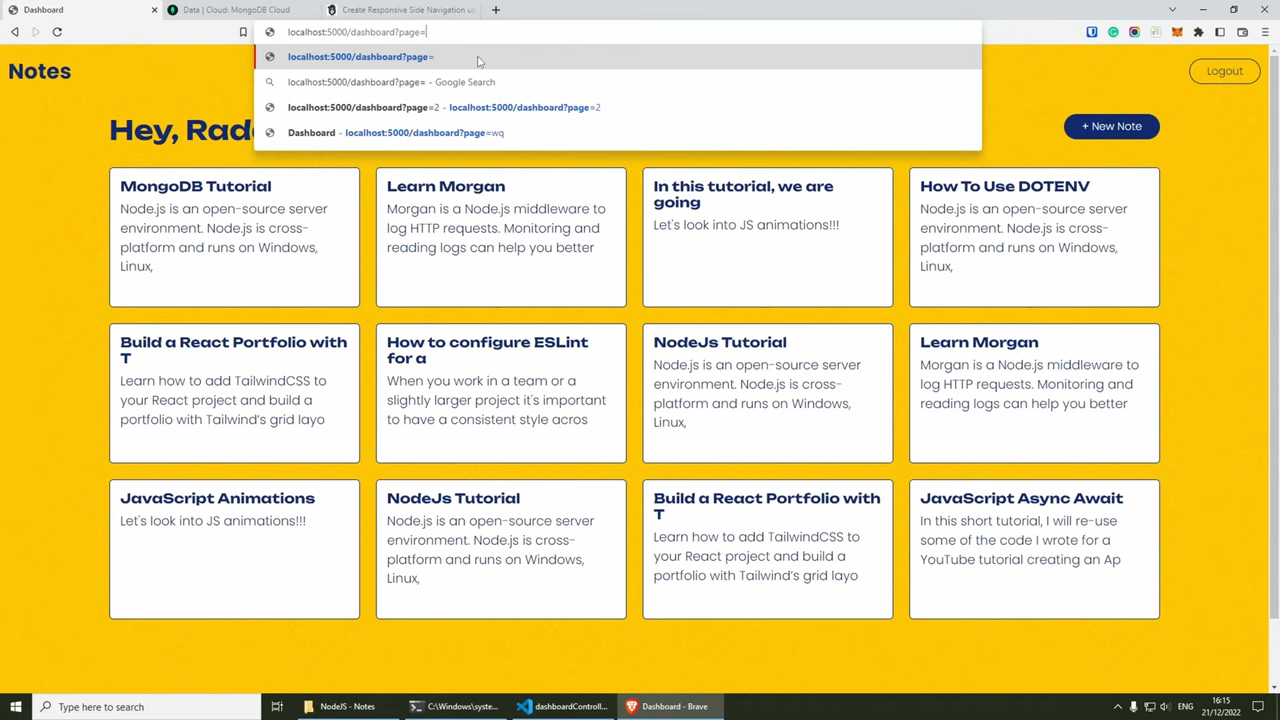 Dashboard
Data | Cloud: MongoDB Cloud
Create Responsive Side Navigation us
localhost:5000/dashboard?page=
localhost:5000/dashboard?page=
localhost:5000/dashboard?page= - Google Search
localhost:5000/dashboard?page=2 - localhost:5000/dashboard?page=2
Dashboard - localhost:5000/dashboard?page=wq
Notes
Logout
Hey, Rad
+ New Note
MongoDB Tutorial
Node.js is an open-source server
environment. Node.js is cross-
platform and runs on Windows,
Linux,
Learn Morgan
Morgan is a Node.js middleware to
log HTTP requests. Monitoring and
reading logs can help you better
In this tutorial, we are
going
Let's look into JS animations!!!
How To Use DOTENV
Node.js is an open-source server
environment. Node.js is cross-
platform and runs on Windows,
Linux,
Build a React Portfolio with
T
Learn how to add TailwindCSS to
your React project and build a
portfolio with Tailwind's grid layo
How to configure ESLint
for a
When you work in a team or a
slightly larger project it's important
to have a consistent style acros
NodeJs Tutorial
Node.js is an open-source server
environment. Node.js is cross-
platform and runs on Windows,
Linux,
Learn Morgan
Morgan is a Node.js middleware to
log HTTP requests. Monitoring and
reading logs can help you better
JavaScript Animations
Let's look into JS animations!!!
NodeJs Tutorial
Node.js is an open-source server
environment. Node.js is cross-
platform and runs on Windows,
Linux,
Build a React Portfolio with
T
Learn how to add TailwindCSS to
your React project and build a
portfolio with Tailwind's grid layo
JavaScript Async Await
In this short tutorial, I will re-use
some of the code I wrote for a
YouTube tutorial creating an Ap
Type here to search
NodeJS - Notes
C:\Windows\syste...
dashboardControll...
Dashboard - Brave
ENG
16:15
21/12/2022